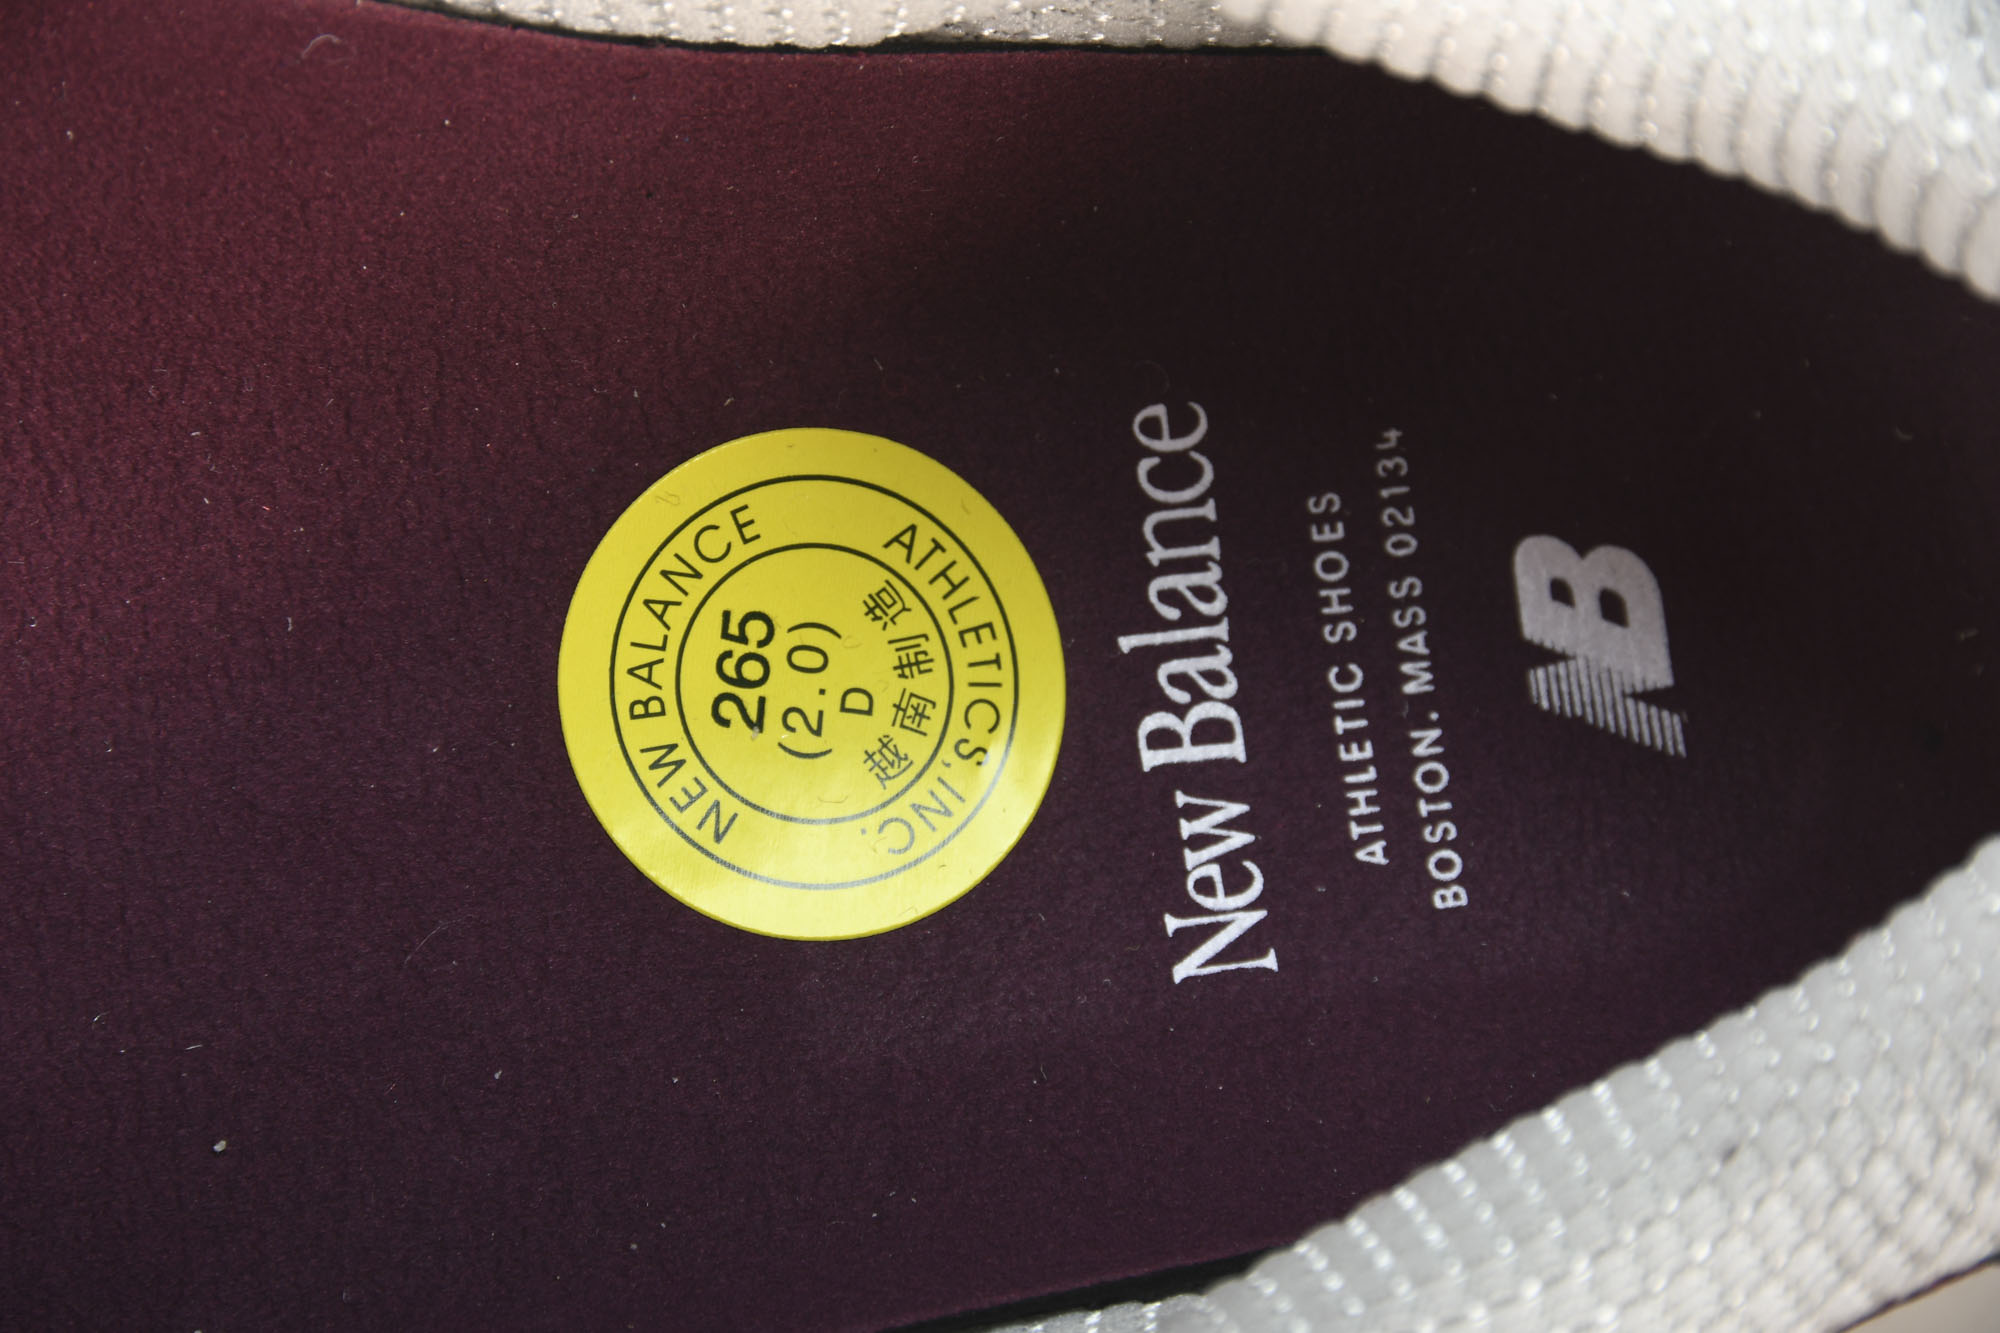 NEW BALANCE
ATHLETICS, INC.
265
(2.0)
D
越南制造
New Balance
ATHLETIC SHOES
BOSTON. MASS 02134
NB